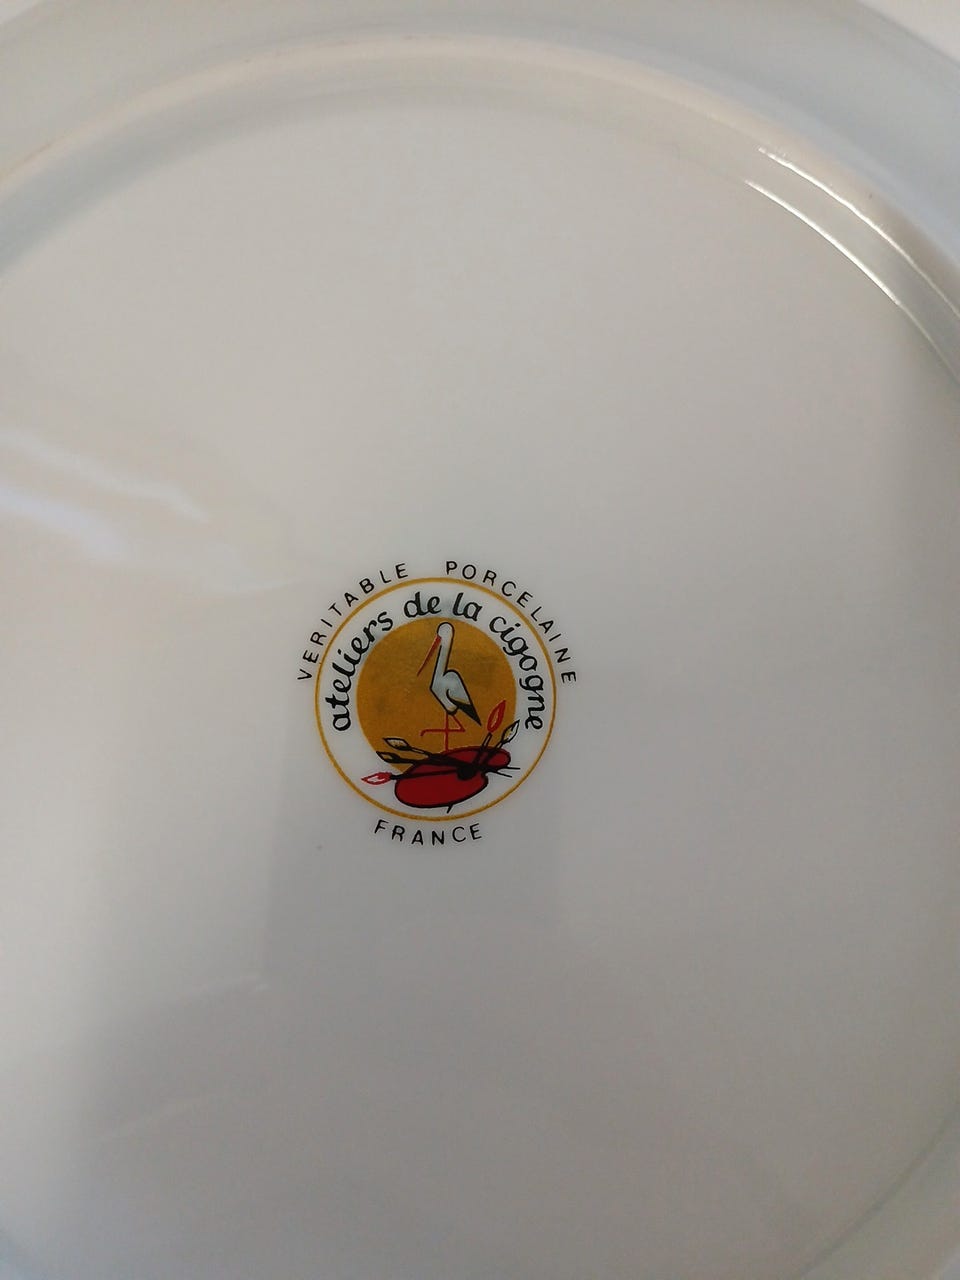 VERITABLE PORCELAINE
ateliers de la cigogne
FRANCE